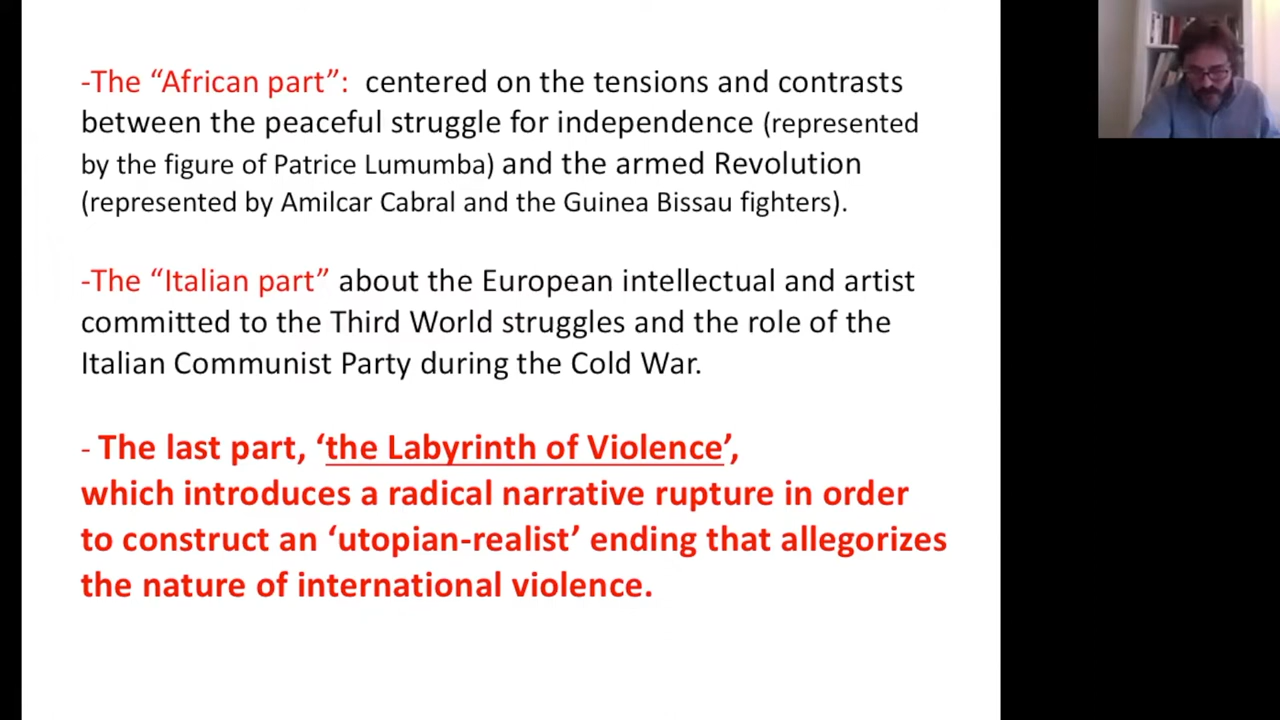 -The “African part”: centered on the tensions and contrasts
between the peaceful struggle for independence (represented
by the figure of Patrice Lumumba) and the armed Revolution
(represented by Amilcar Cabral and the Guinea Bissau fighters).
-The “Italian part” about the European intellectual and artist
committed to the Third World struggles and the role of the
Italian Communist Party during the Cold War.
- The last part, ‘the Labyrinth of Violence’,
which introduces a radical narrative rupture in order
to construct an ‘utopian-realist’ ending that allegorizes
the nature of international violence.